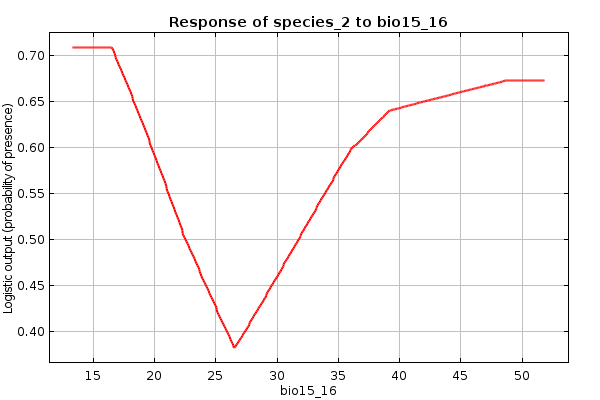 Response of species_2 to bio15_16
Logistic output (probability of presence)
0.70
0.65
0.60
0.55
0.50
0.45
0.40
15 20 25 30 35 40 45 50
bio15_16